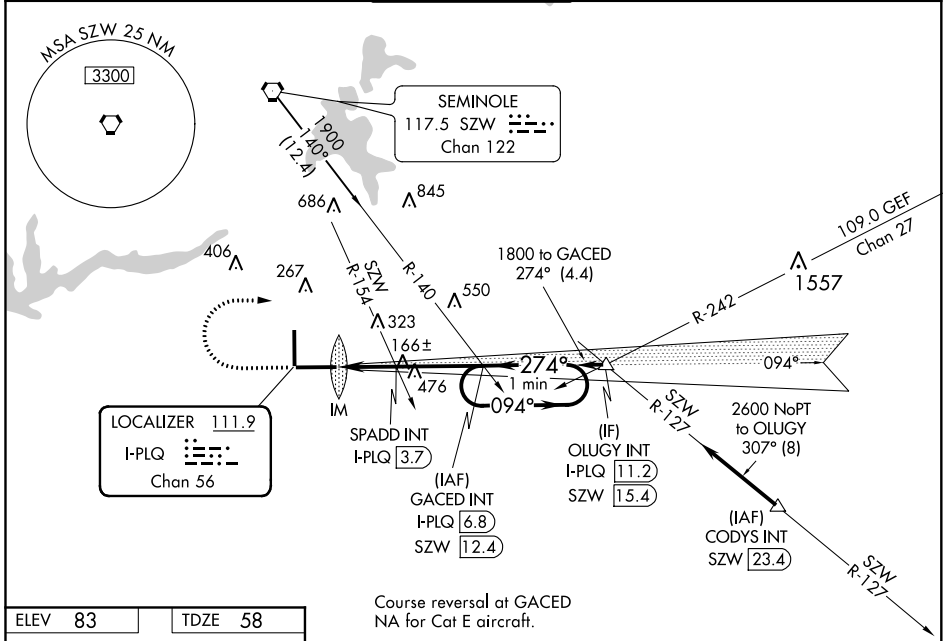 MSA SZW 25 NM
3300
SEMINOLE
117.5 SZW
Chan 122
1900
140°
(12.4)
845
686
109.0 GEF
Chan 27
1800 to GACED
274° (4.4)
406
267
SZW
R-154
R-140
550
1557
R-242
323
166±
476
274°
1 min
094°
094°
IM
LOCALIZER 111.9
I-PLQ
Chan 56
SPADD INT
I-PLQ 3.7
(IAF)
GACED INT
I-PLQ 6.8
SZW 12.4
(IF)
OLUGY INT
I-PLQ 11.2
SZW 15.4
SZW
R-127
2600 NoPT
to OLUGY
307° (8)
(IAF)
CODYS INT
SZW 23.4
SZW
R-127
Course reversal at GACED
NA for Cat E aircraft.
ELEV 83
TDZE 58